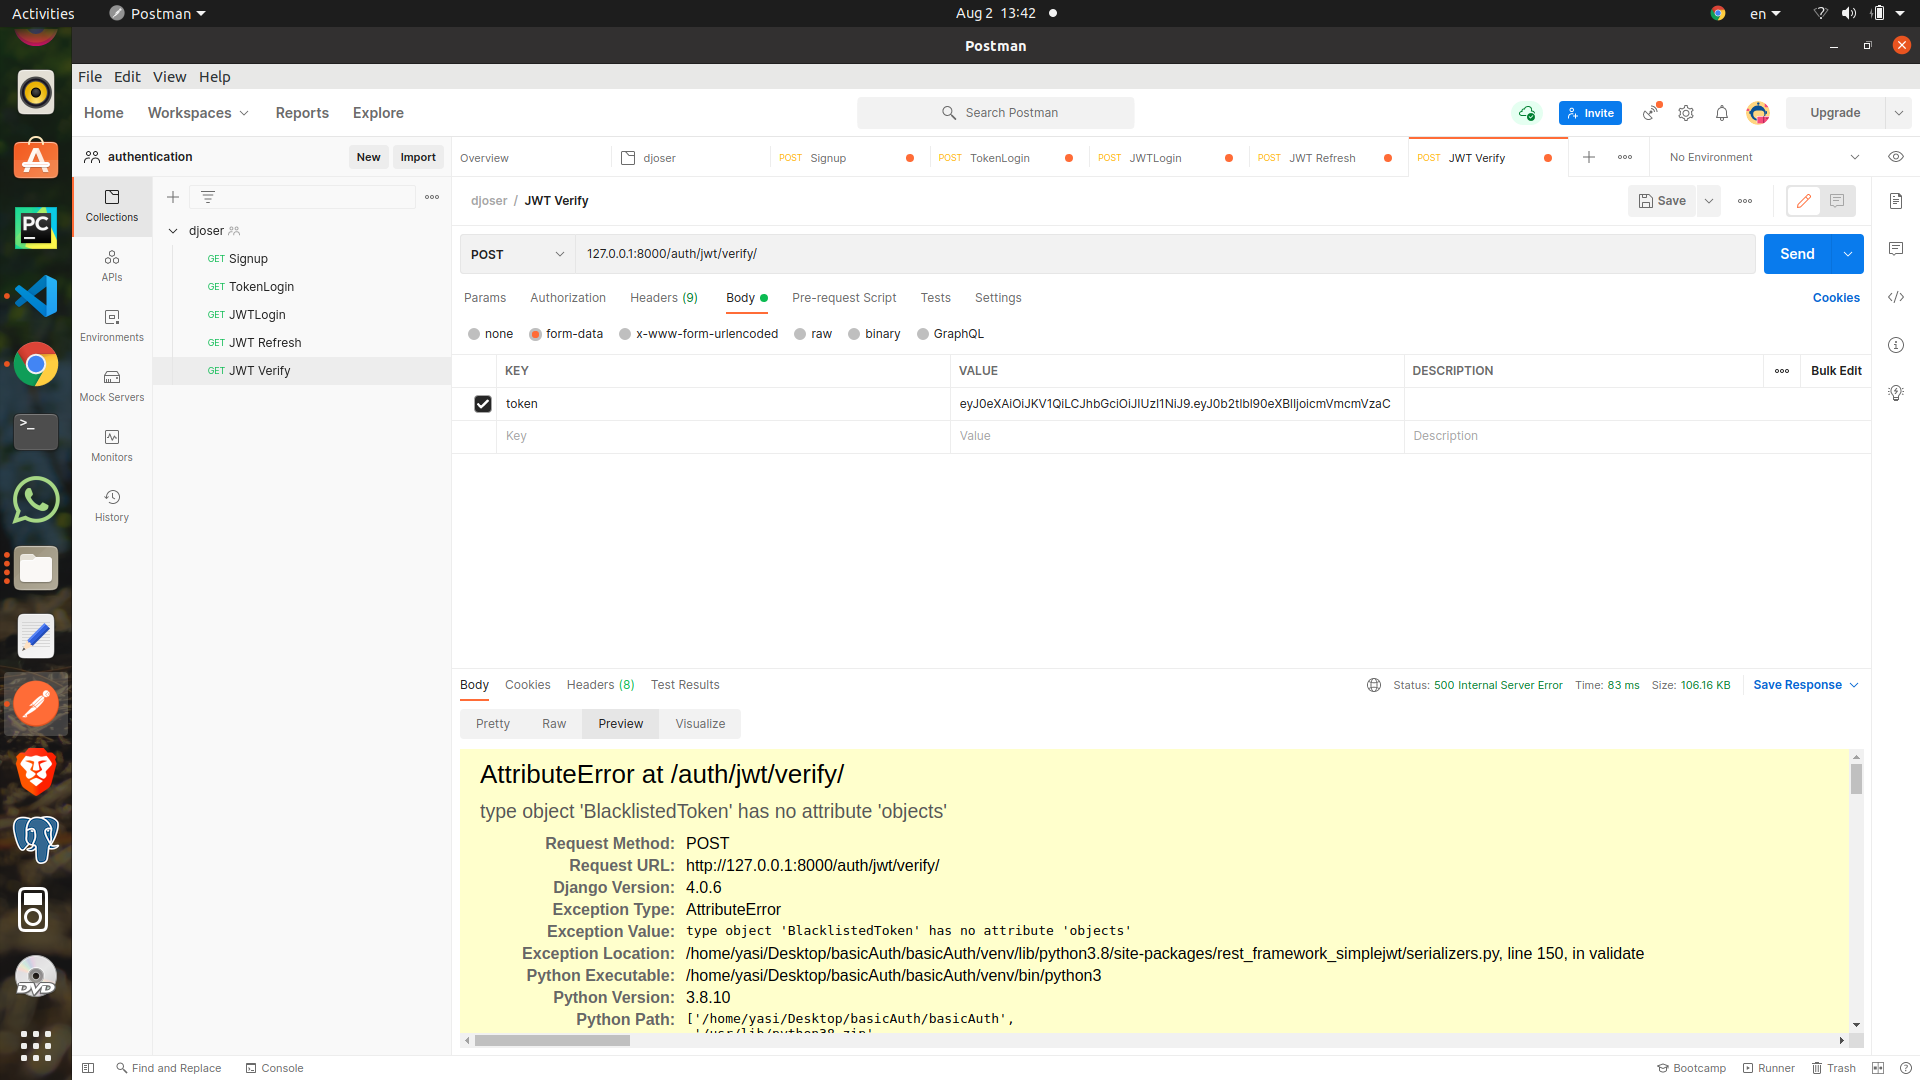 Activities
Postman
Aug 2 13:42
en
Postman
File Edit View Help
Home Workspaces Reports Explore
Search Postman
Invite
Upgrade
authentication
New Import
Overview
djoser
POST Signup
POST TokenLogin
POST JWTLogin
POST JWT Refresh
POST JWT Verify
No Environment
Collections
APIs
Environments
Mock Servers
Monitors
History
djoser
GET Signup
GET TokenLogin
GET JWTLogin
GET JWT Refresh
GET JWT Verify
djoser / JWT Verify
Save
POST
127.0.0.1:8000/auth/jwt/verify/
Send
Params Authorization Headers (9) Body Pre-request Script Tests Settings
Cookies
none form-data x-www-form-urlencoded raw binary GraphQL
KEY VALUE DESCRIPTION
Bulk Edit
token eyJ0eXAiOiJKV1QiLCJhbGciOiJIUzI1NiJ9.eyJ0b2tlbl90eXBlIjoicmVmcmVzaC
Key Value Description
Body Cookies Headers (8) Test Results
Status: 500 Internal Server Error Time: 83 ms Size: 106.16 KB
Save Response
Pretty Raw Preview Visualize
AttributeError at /auth/jwt/verify/
type object 'BlacklistedToken' has no attribute 'objects'
Request Method: POST
Request URL: http://127.0.0.1:8000/auth/jwt/verify/
Django Version: 4.0.6
Exception Type: AttributeError
Exception Value: type object 'BlacklistedToken' has no attribute 'objects'
Exception Location: /home/yasi/Desktop/basicAuth/basicAuth/venv/lib/python3.8/site-packages/rest_framework_simplejwt/serializers.py, line 150, in validate
Python Executable: /home/yasi/Desktop/basicAuth/basicAuth/venv/bin/python3
Python Version: 3.8.10
Python Path: ['/home/yasi/Desktop/basicAuth/basicAuth',
'/usr/lib/python38.zip',
Find and Replace Console
Bootcamp Runner Trash
PC
DVD